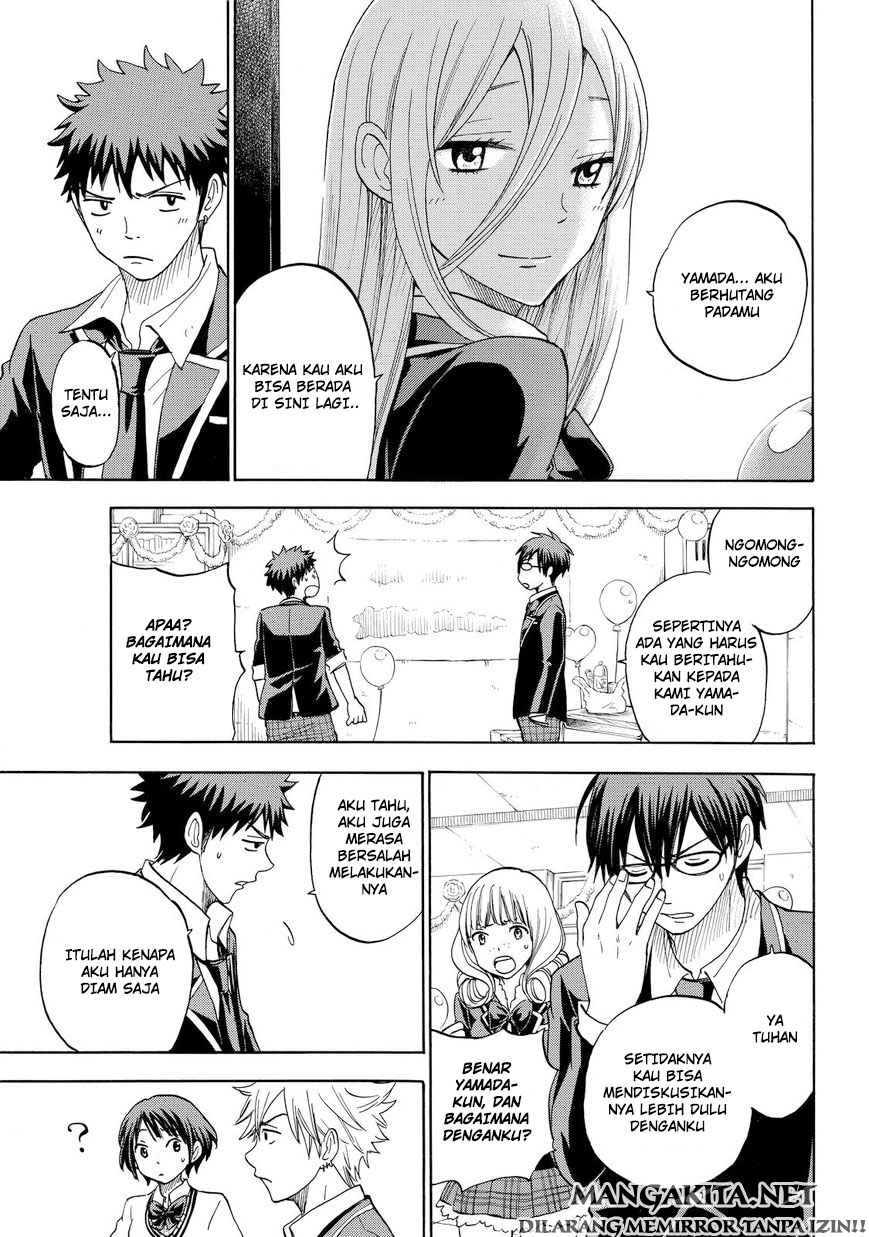 YAMADA... AKU
BERHUTANG
PADAMU
KARENA KAU AKU
BISA BERADA
DI SINI LAGI..
TENTU
SAJA...
NGOMONG-
NGOMONG
SEPERTINYA
ADA YANG HARUS
KAU BERITAHU-
KAN KEPADA
KAMI YAMA-
DA-KUN
APAA?
BAGAIMANA
KAU BISA
TAHU?
YA
TUHAN
SETIDAKNYA
KAU BISA
MENDISKUSIKAN-
NYA LEBIH DULU
DENGANKU
BENAR
YAMADA-
KUN, DAN
BAGAIMANA
DENGANKU?
AKU TAHU,
AKU JUGA
MERASA
BERSALAH
MELAKUKAN-
NYA
ITULAH KENAPA
AKU HANYA
DIAM SAJA
?
MANGAKITA.NET
DILARANG MEMIRROR TANPA IZIN!!